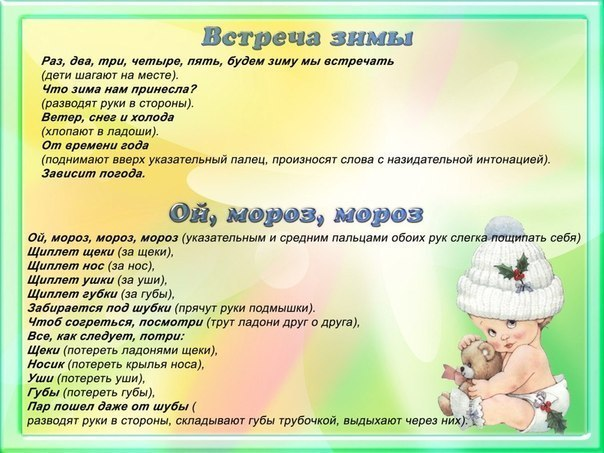 Встреча зимы
Раз, два, три, четыре, пять, будем зиму мы встречать
(дети шагают на месте).
Что зима нам принесла?
(разводят руки в стороны).
Ветер, снег и холода
(хлопают в ладоши).
От времени года
(поднимают вверх указательный палец, произносят слова с назидательной интонацией).
Зависит погода.
Ой, мороз, мороз
Ой, мороз, мороз, мороз (указательным и средним пальцами обоих рук слегка пощипать себя)
Щиплет щеки (за щеки),
Щиплет нос (за нос),
Щиплет ушки (за уши),
Щиплет губки (за губы),
Забирается под шубки (прячут руки подмышки).
Чтоб согреться, посмотри (трут ладони друг о друга),
Все, как следует, потри:
Щеки (потереть ладонями щеки),
Носик (потереть крылья носа),
Уши (потереть уши),
Губы (потереть губы),
Пар пошел даже от шубы (
разводят руки в стороны, складывают губы трубочкой, выдыхают через них).